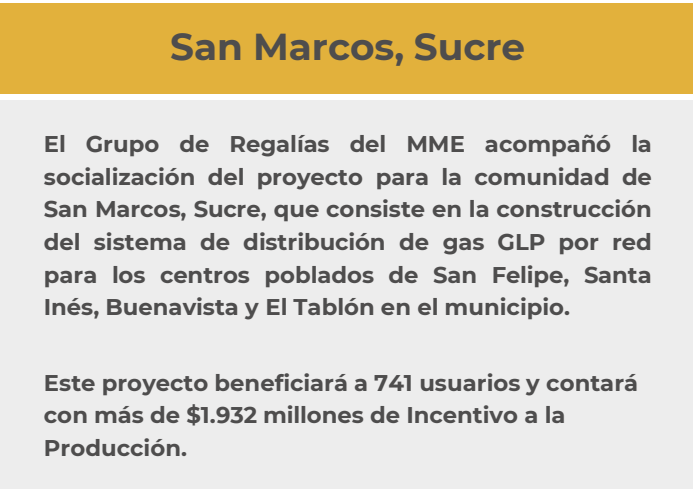 San Marcos, Sucre
El Grupo de Regalías del MME acompañó la
socialización del proyecto para la comunidad de
San Marcos, Sucre, que consiste en la construcción
del sistema de distribución de gas GLP por red
para los centros poblados de San Felipe, Santa
Inés, Buenavista y El Tablón en el municipio.
Este proyecto beneficiará a 741 usuarios y contará
con más de $1.932 millones de Incentivo a la
Producción.